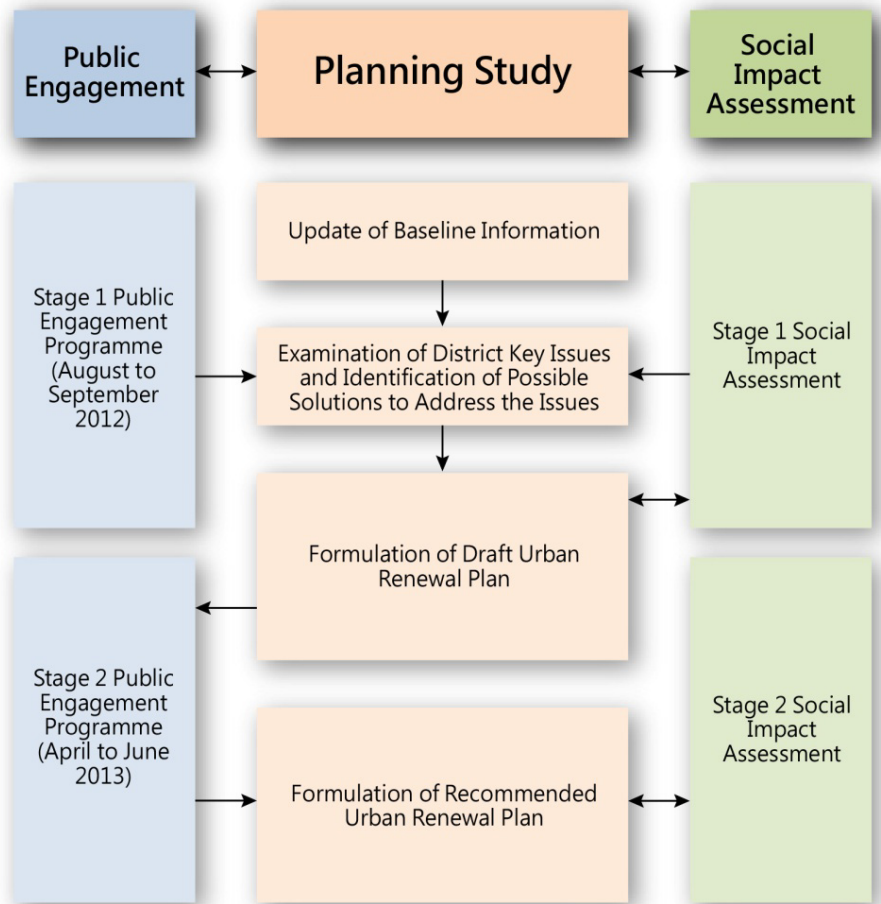 Public
Engagement
Planning Study
Social
Impact
Assessment
Stage 1 Public
Engagement
Programme
(August to
September
2012)
Update of Baseline Information
Examination of District Key Issues
and Identification of Possible
Solutions to Address the Issues
Stage 1 Social
Impact
Assessment
Formulation of Draft Urban
Renewal Plan
Stage 2 Public
Engagement
Programme
(April to June
2013)
Formulation of Recommended
Urban Renewal Plan
Stage 2 Social
Impact
Assessment